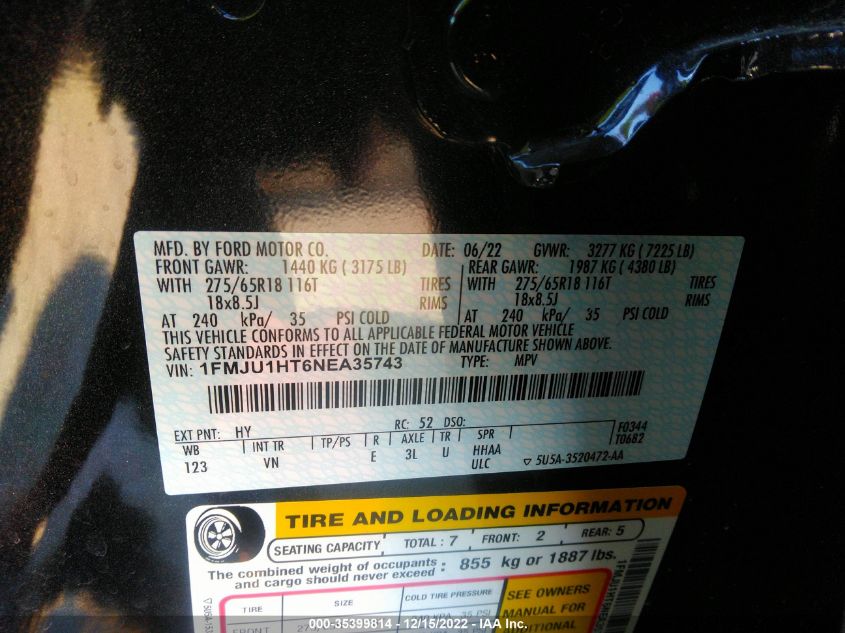 MFD. BY FORD MOTOR CO. DATE: 06/22 GVWR: 3277 KG ( 7225 LB)
FRONT GAWR: 1440 KG ( 3175 LB) REAR GAWR: 1987 KG ( 4380 LB)
WITH 275/65R18 116T TIRES WITH 275/65R18 116T TIRES
18x8.5J RIMS 18x8.5J RIMS
AT 240 kPa/ 35 PSI COLD AT 240 kPa/ 35 PSI COLD
THIS VEHICLE CONFORMS TO ALL APPLICABLE FEDERAL MOTOR VEHICLE
SAFETY STANDARDS IN EFFECT ON THE DATE OF MANUFACTURE SHOWN ABOVE.
VIN: 1FMJU1HT6NEA35743 TYPE: MPV
EXT PNT: HY RC: 52 DSO: F0344
WB INT TR TP/PS R AXLE TR SPR T0682
123 VN E 3L U HHAA
ULC ▽ 5U5A-3520472-AA
TIRE AND LOADING INFORMATION
SEATING CAPACITY TOTAL : 7 FRONT: 2 REAR: 5
The combined weight of occupants
and cargo should never exceed : 855 kg or 1887 lbs.
TIRE SIZE COLD TIRE PRESSURE SEE OWNERS
MANUAL FOR
FRONT 35 PSI ADDITIONAL
000-35399814 - 12/15/2022 - IAA Inc.